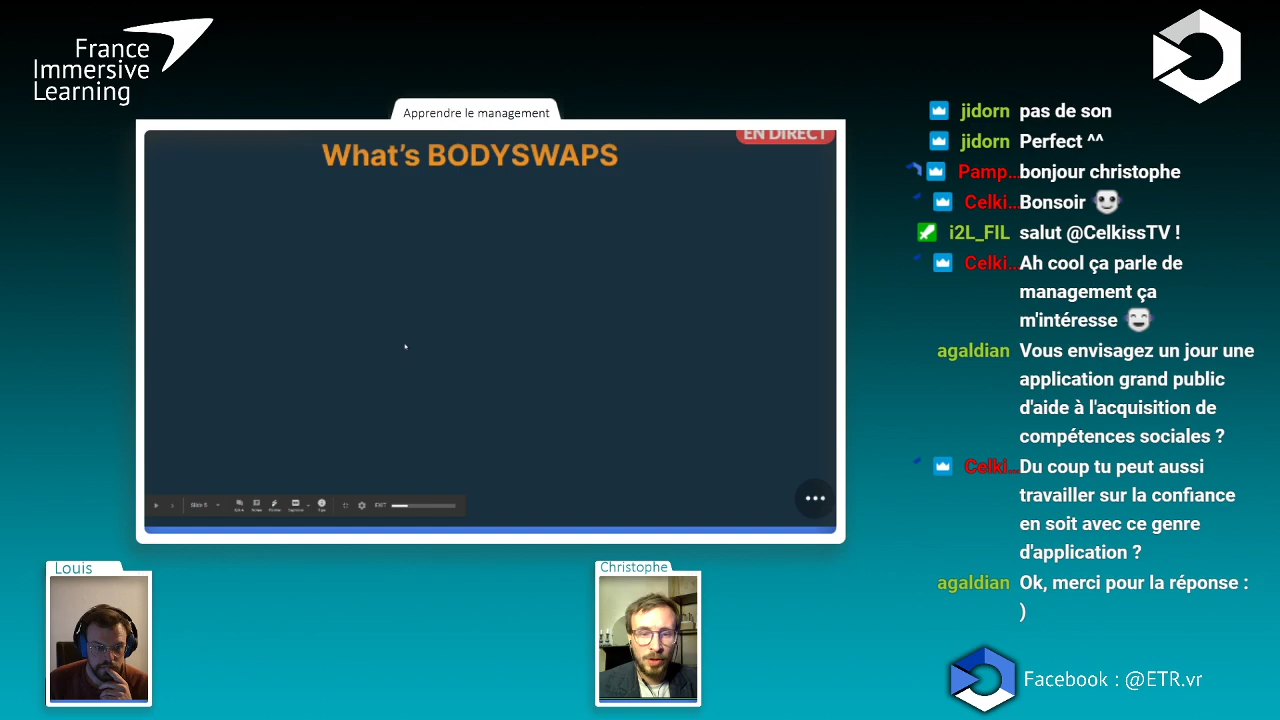 France
Immersive
Learning
Apprendre le management
EN DIRECT
What's BODYSWAPS
Slide 5
EXIT
Louis
Christophe
jidorn pas de son
jidorn Perfect ^^
Pamp... bonjour christophe
Celki... Bonsoir
i2L_FIL salut @CelkissTV !
Celki... Ah cool ça parle de
management ça
m'intéresse
agaldian Vous envisagez un jour une
application grand public
d'aide à l'acquisition de
compétences sociales ?
Celki... Du coup tu peut aussi
travailler sur la confiance
en soit avec ce genre
d'application ?
agaldian Ok, merci pour la réponse :
)
Facebook : @ETR.vr